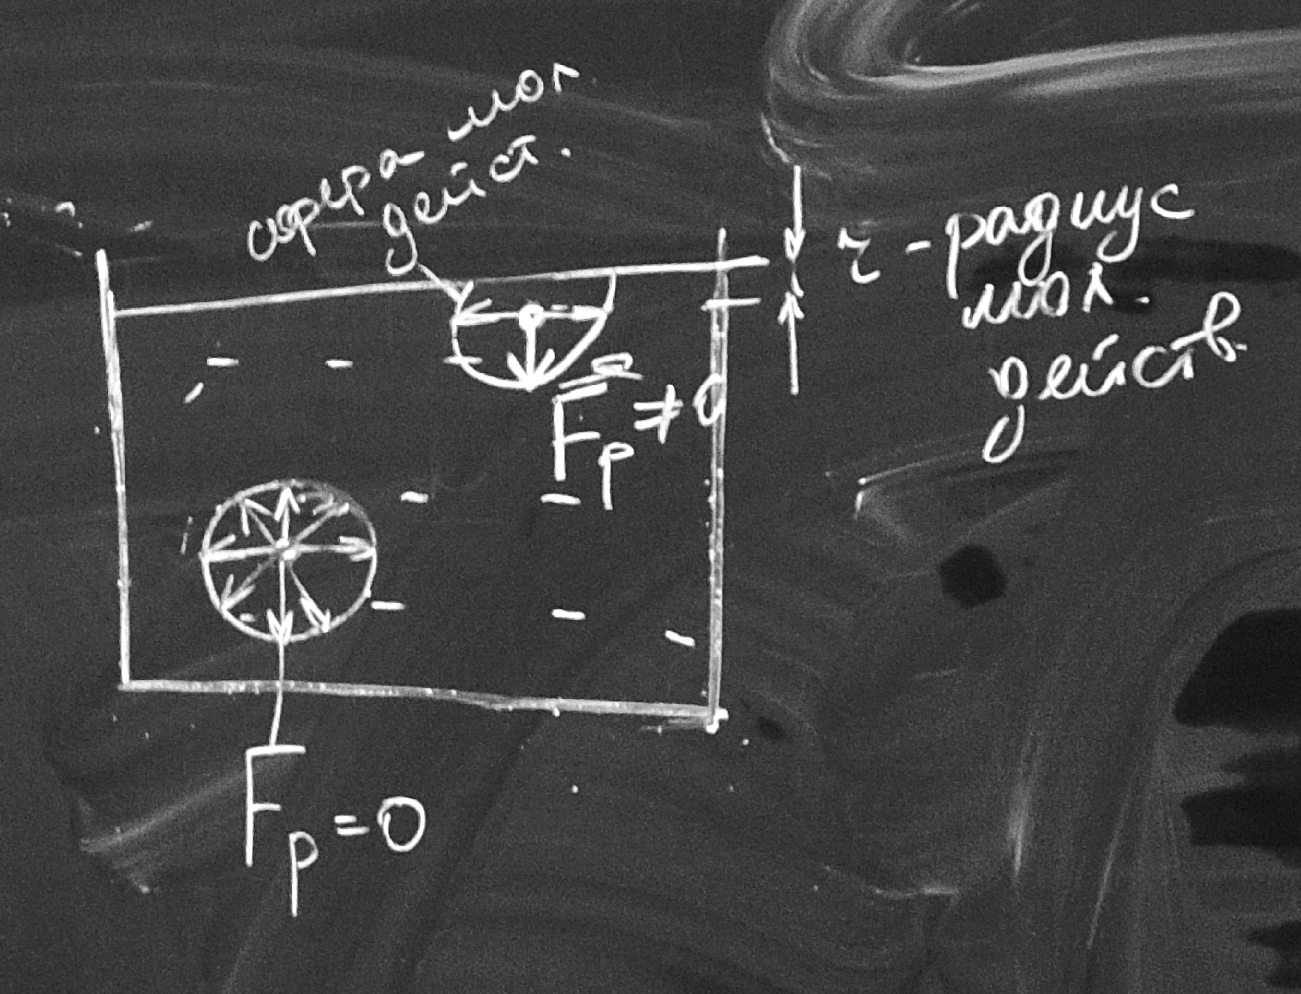 сфера мол.
дейст.
r - радиус
мол.
действ.
F̅p ≠ 0
Fp = 0